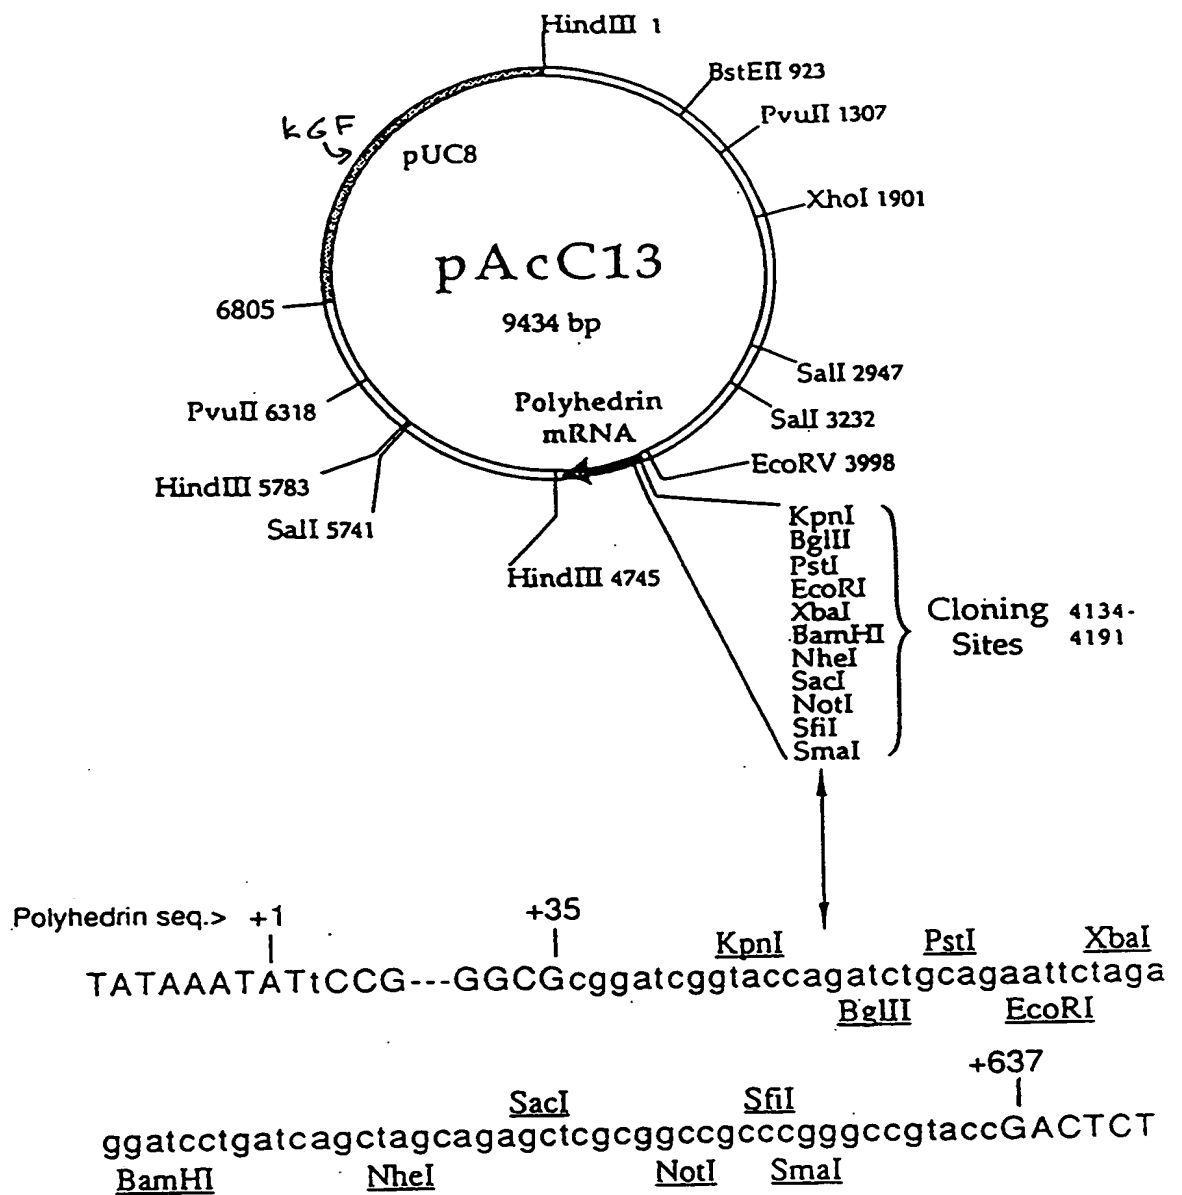 HindIII 1
BstEII 923
PvuII 1307
kGF
pUC8
XhoI 1901
pAcC13
9434 bp
6805
SalI 2947
PvuII 6318
Polyhedrin
mRNA
SalI 3232
EcoRV 3998
HindIII 5783
SalI 5741
HindIII 4745
KpnI
BglII
PstI
EcoRI
XbaI
BamHI
NheI
SacI
NotI
SfiI
SmaI
Cloning
Sites
4134-
4191
Polyhedrin seq.> +1
+35
KpnI
PstI
XbaI
TATAAATATtCCG---GGCGcggatcggtaccagatctgcagaattctaga
BglII
EcoRI
+637
SacI
SfiI
ggatcctgatcagctagcagagctcgcggccgcccgggccgtaccGACTCT
BamHI
NheI
NotI
SmaI